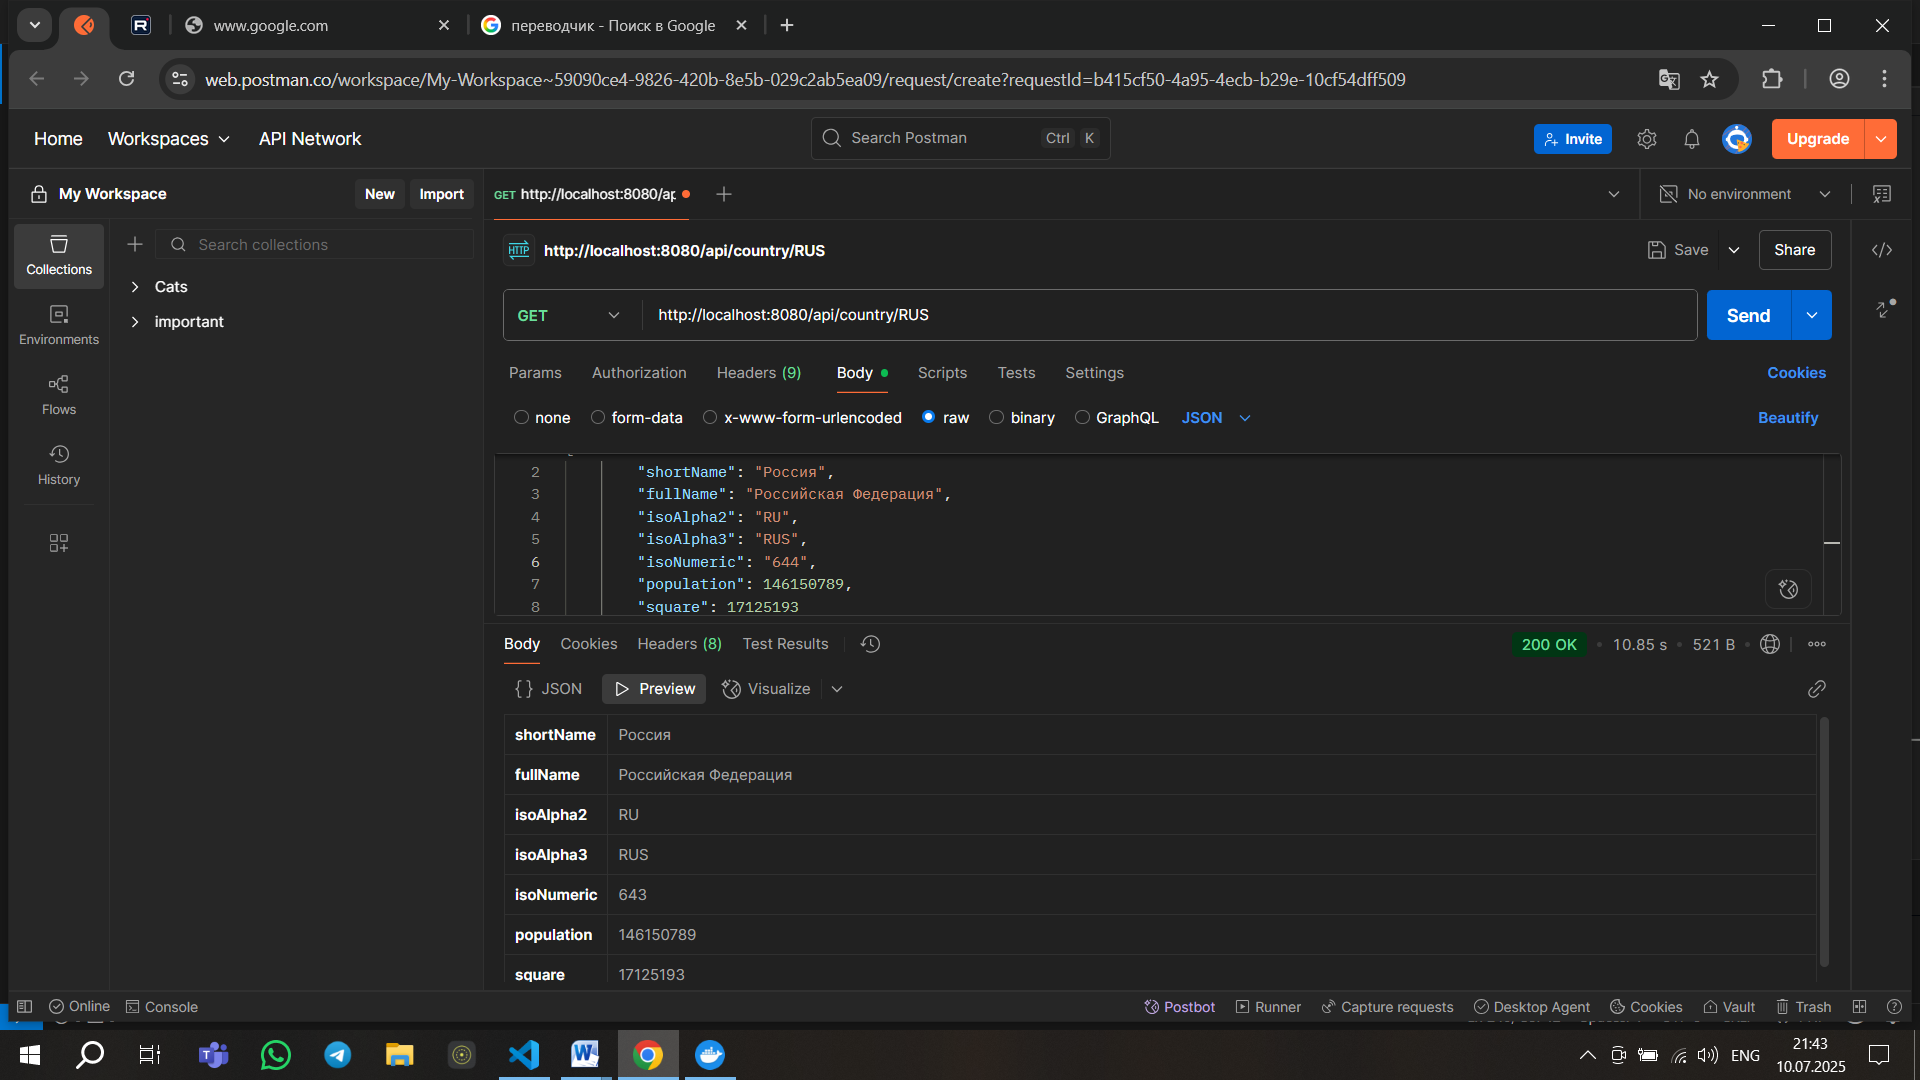 www.google.com
переводчик - Поиск в Google
web.postman.co/workspace/My-Workspace~59090ce4-9826-420b-8e5b-029c2ab5ea09/request/create?requestId=b415cf50-4a95-4ecb-b29e-10cf54dff509
Home Workspaces API Network
Search Postman Ctrl K
Invite
Upgrade
My Workspace New Import
GET http://localhost:8080/ap
No environment
Search collections
Collections
Environments
Flows
History
Cats
important
HTTP http://localhost:8080/api/country/RUS
Save
Share
GET http://localhost:8080/api/country/RUS
Send
Params Authorization Headers (9) Body Scripts Tests Settings
Cookies
none form-data x-www-form-urlencoded raw binary GraphQL JSON
Beautify
2 "shortName": "Россия",
3 "fullName": "Российская Федерация",
4 "isoAlpha2": "RU",
5 "isoAlpha3": "RUS",
6 "isoNumeric": "644",
7 "population": 146150789,
8 "square": 17125193
Body Cookies Headers (8) Test Results
200 OK • 10.85 s • 521 B
{} JSON Preview Visualize
shortName Россия
fullName Российская Федерация
isoAlpha2 RU
isoAlpha3 RUS
isoNumeric 643
population 146150789
square 17125193
Online Console
Postbot Runner Capture requests Desktop Agent Cookies Vault Trash
ENG
21:43
10.07.2025